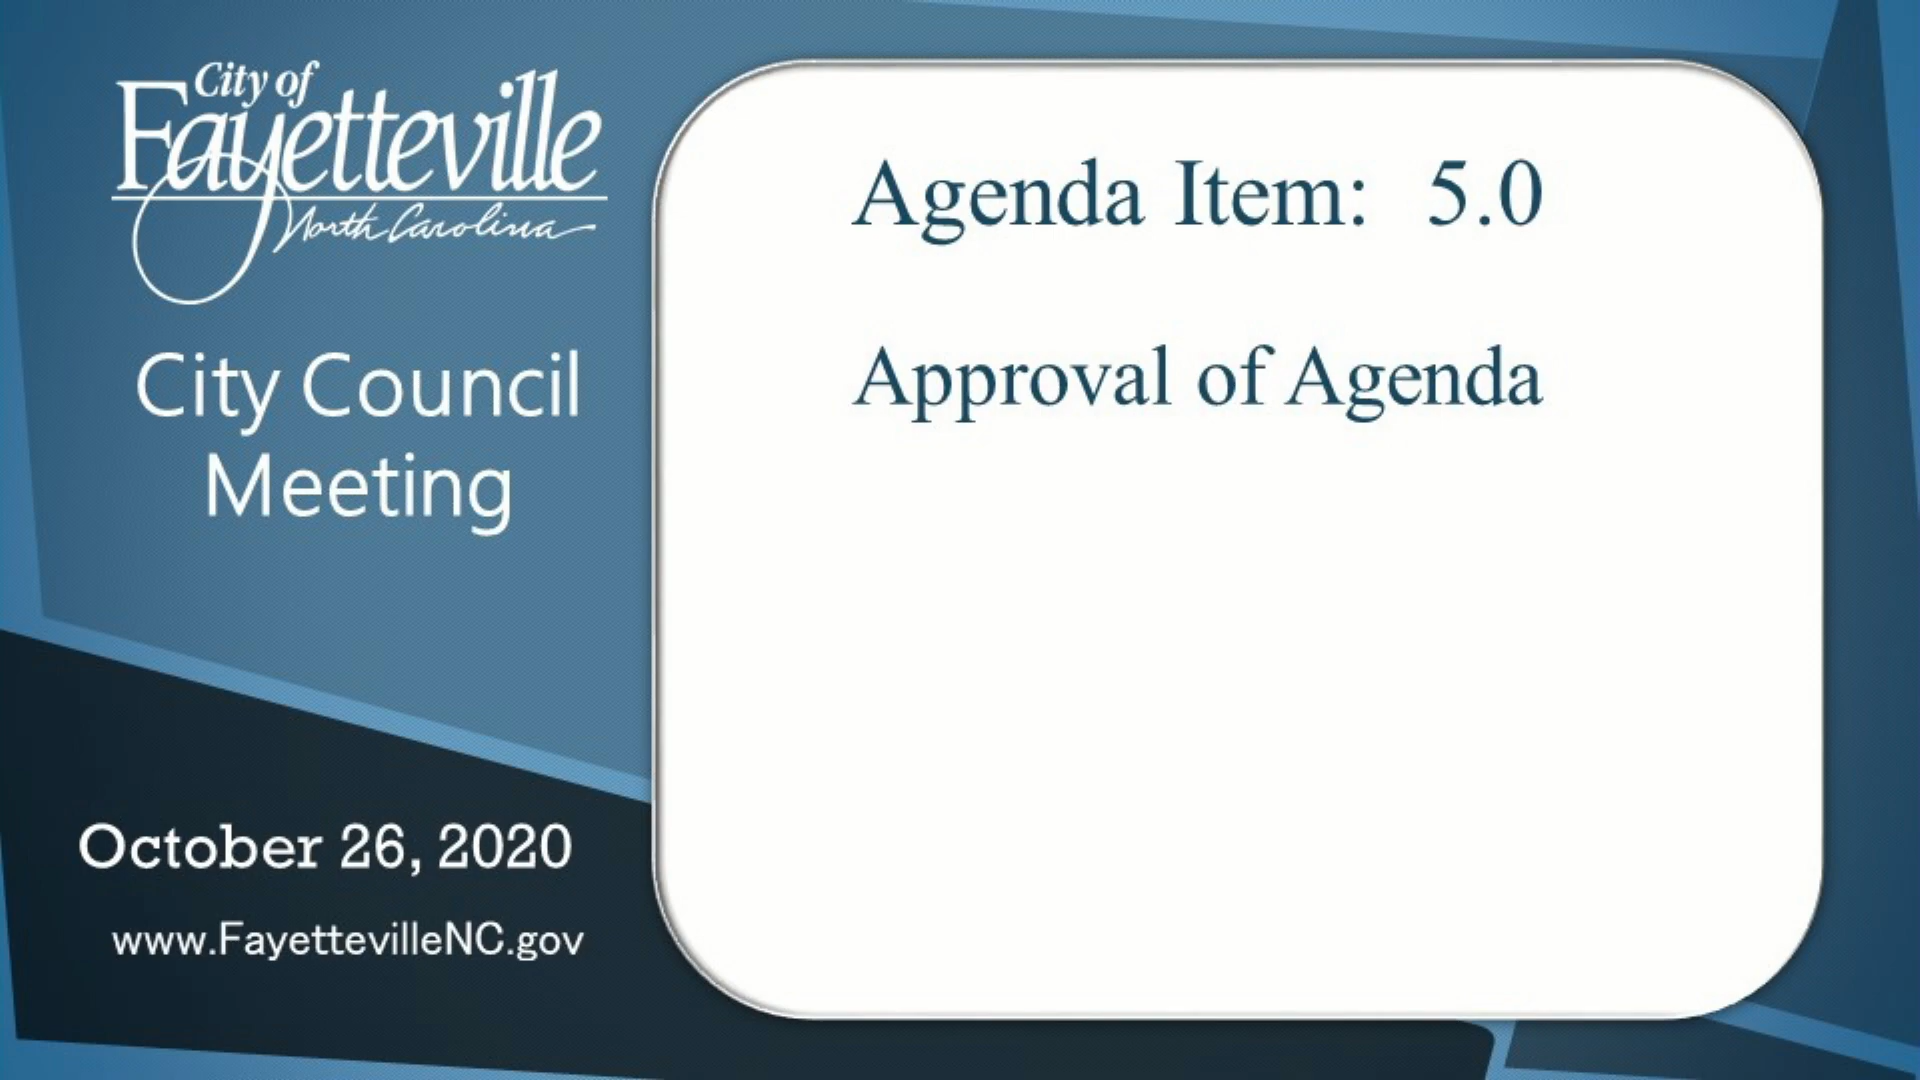 City of
Fayetteville
North Carolina
City Council
Meeting
October 26, 2020
www.FayettevilleNC.gov
Agenda Item: 5.0
Approval of Agenda